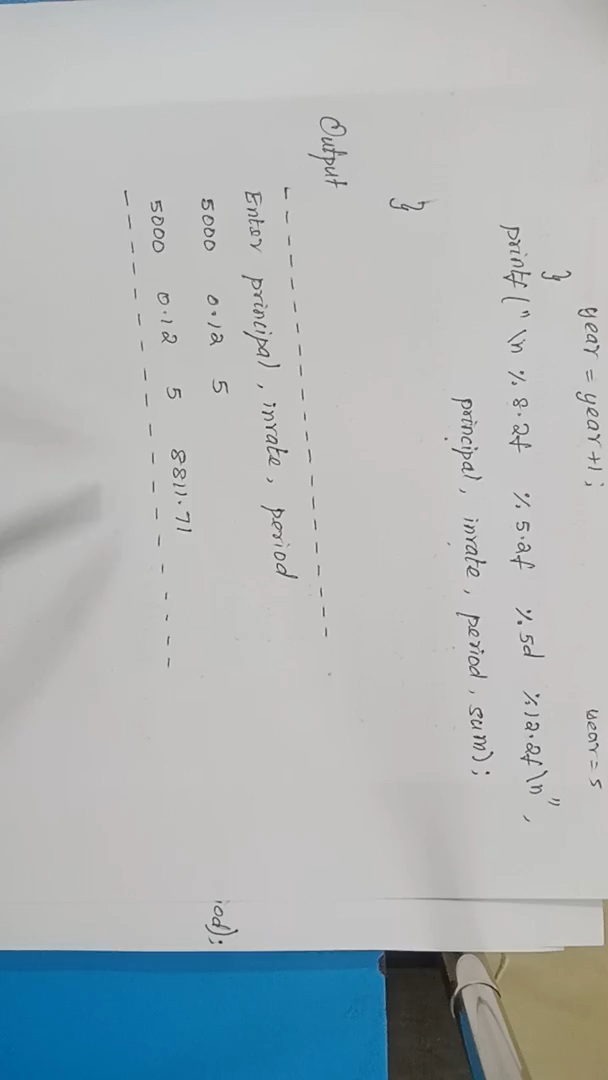 year = year +1;
year = 5
}
printf (" \n %8.2f %5.2f %5d %12.2f \n",
principal, inrate, period, sum);
}
Output
Enter principal, inrate, period
5000 0.12 5
5000 0.12 5 8811.71
iod);